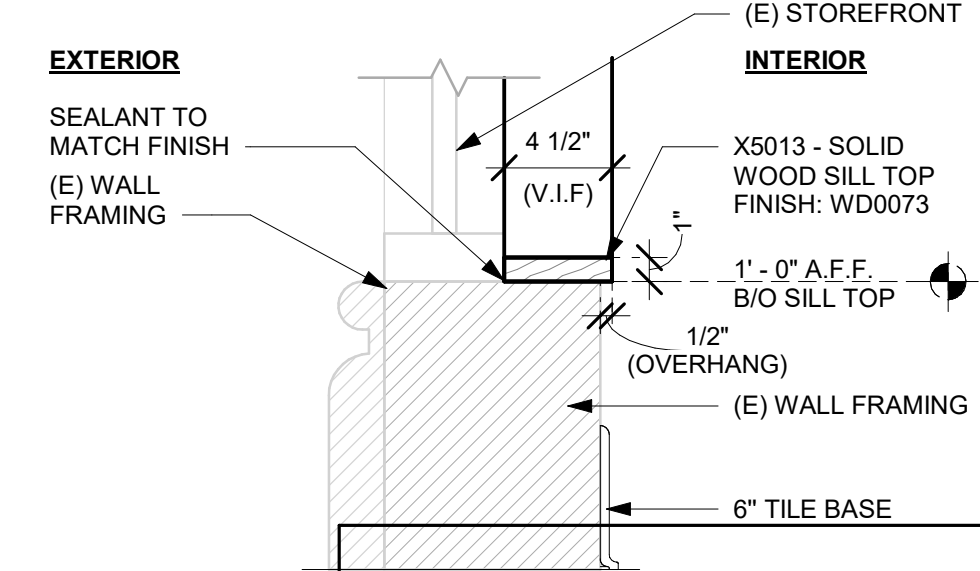 (E) STOREFRONT
EXTERIOR
INTERIOR
SEALANT TO
MATCH FINISH
(E) WALL
FRAMING
4 1/2"
(V.I.F)
X5013 - SOLID
WOOD SILL TOP
FINISH: WD0073
1"
1' - 0" A.F.F.
B/O SILL TOP
1/2"
(OVERHANG)
(E) WALL FRAMING
6" TILE BASE